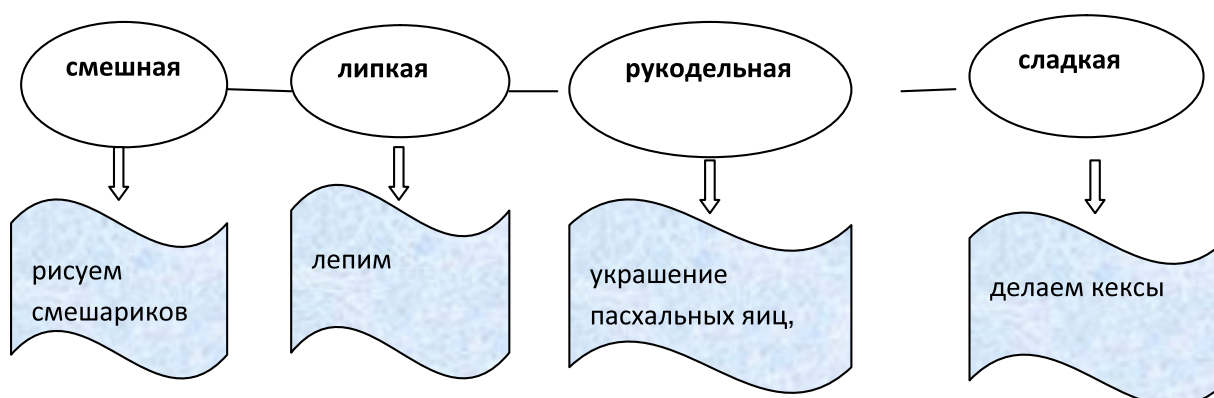 смешная
липкая
рукодельная
сладкая
рисуем
смешариков
лепим
украшение
пасхальных яиц,
делаем кексы